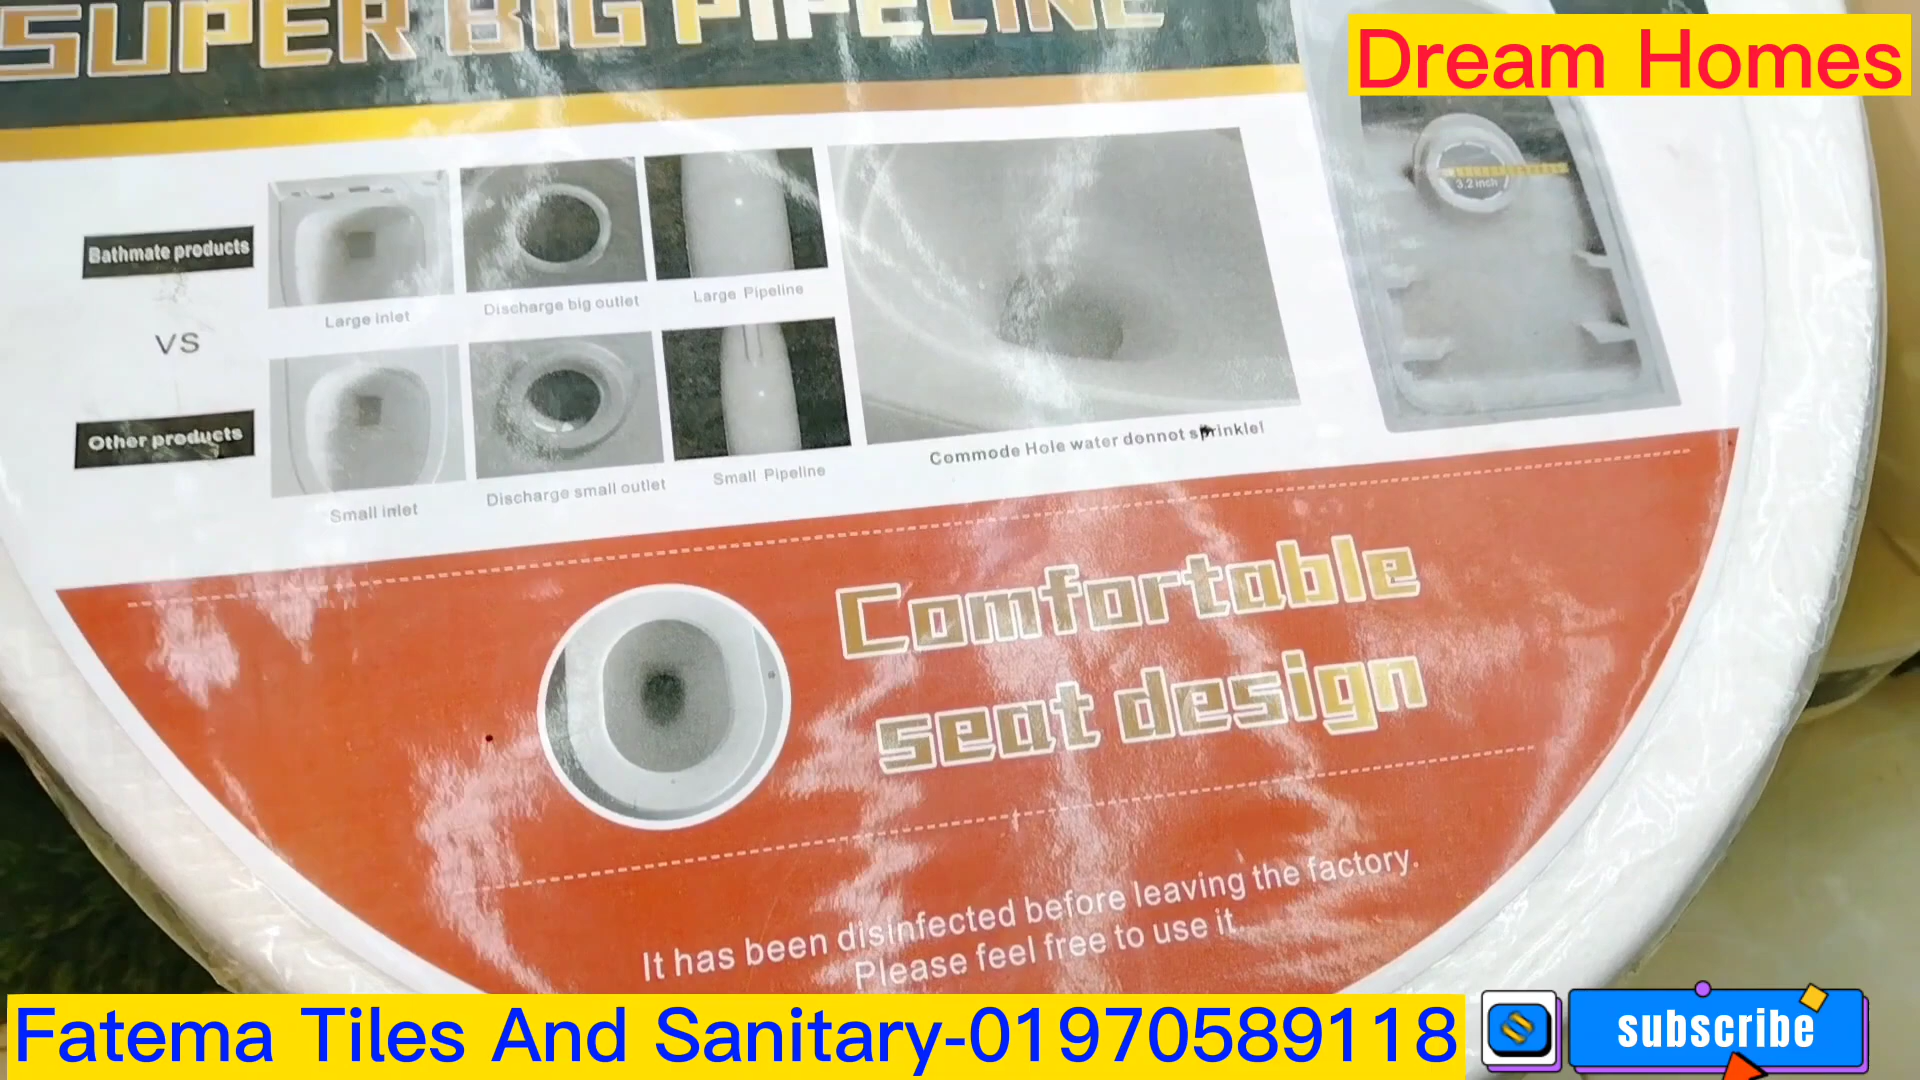 SUPER BIG PIPELINE
Dream Homes
3.2 inch
Bathmate products
Large inlet
Discharge big outlet
Large Pipeline
VS
Other products
Small inlet
Discharge small outlet
Small Pipeline
Commode Hole water donnot sprinkle!
Comfortable
seat design
It has been disinfected before leaving the factory.
Please feel free to use it.
Fatema Tiles And Sanitary-01970589118
subscribe